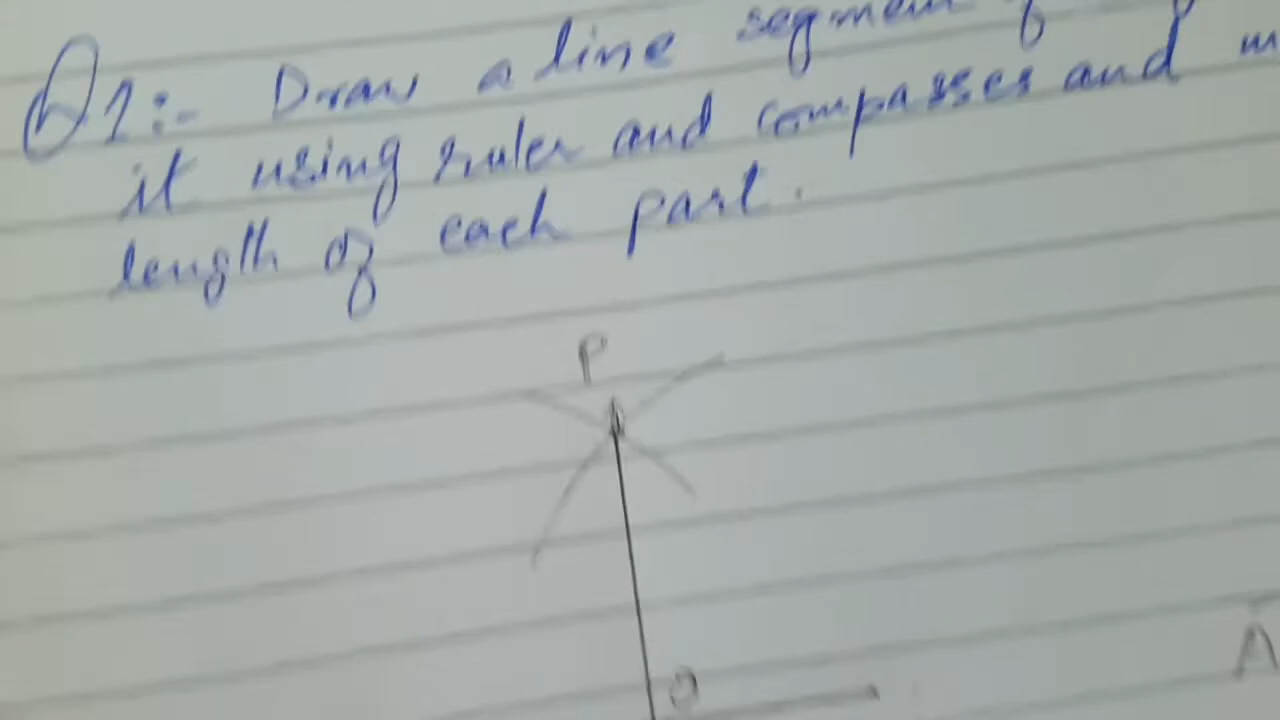 Q1:- Draw a line segment of
it using ruler and compasses and
length of each part.
P
O
A